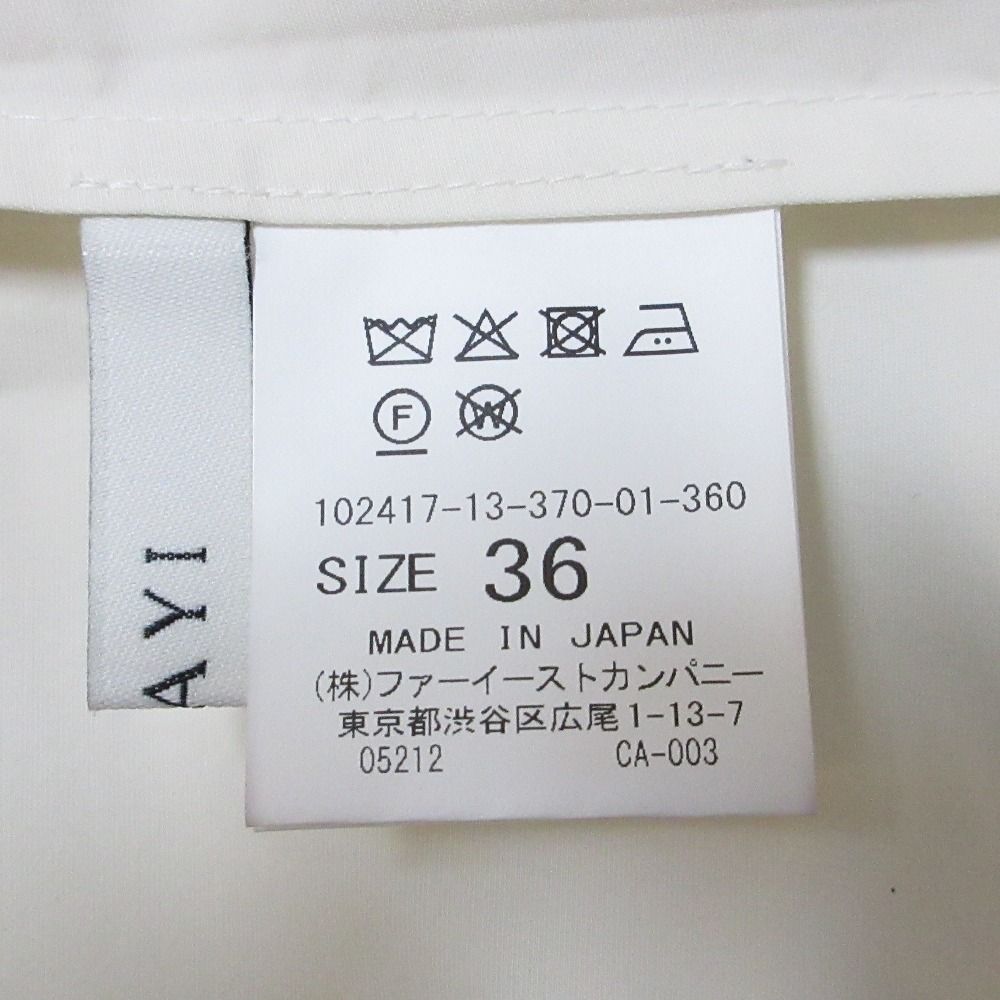 AYI
F
W
102417-13-370-01-360
SIZE 36
MADE IN JAPAN
(株)ファーイーストカンパニー
東京都渋谷区広尾1-13-7
05212 CA-003